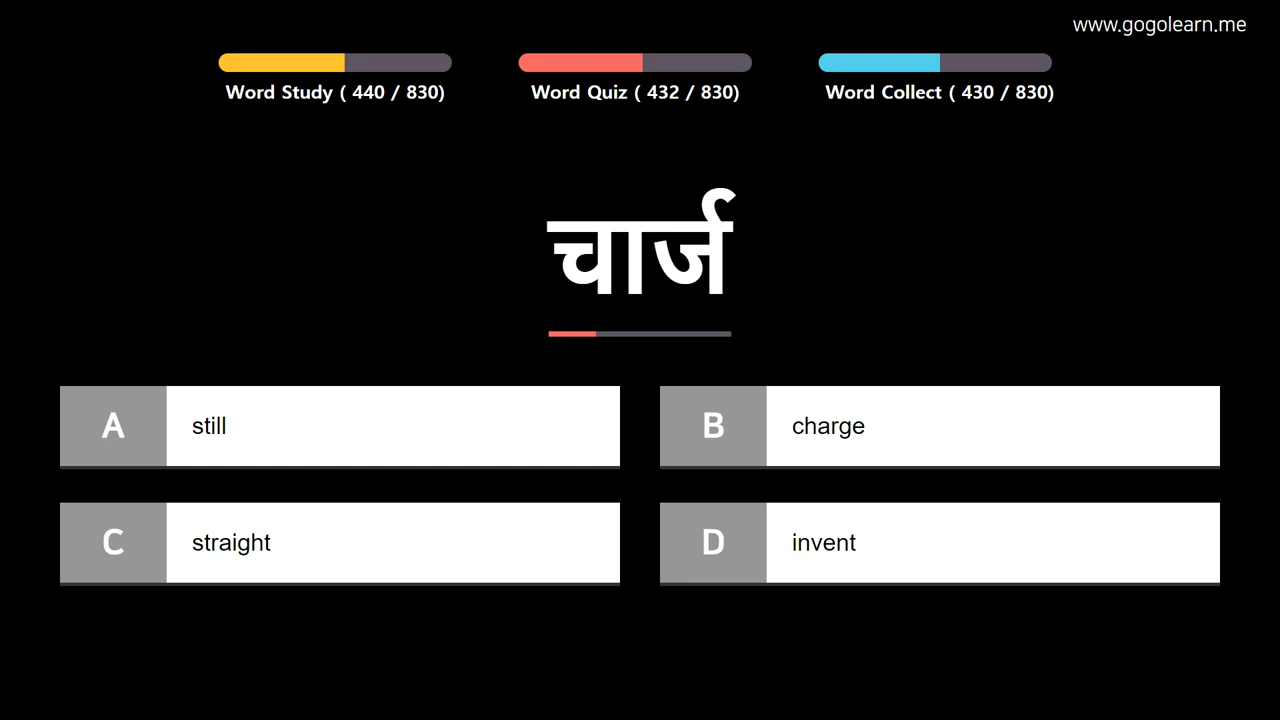 www.gogolearn.me
Word Study ( 440 / 830) Word Quiz ( 432 / 830) Word Collect ( 430 / 830)
चार्ज
A still B charge
C straight D invent